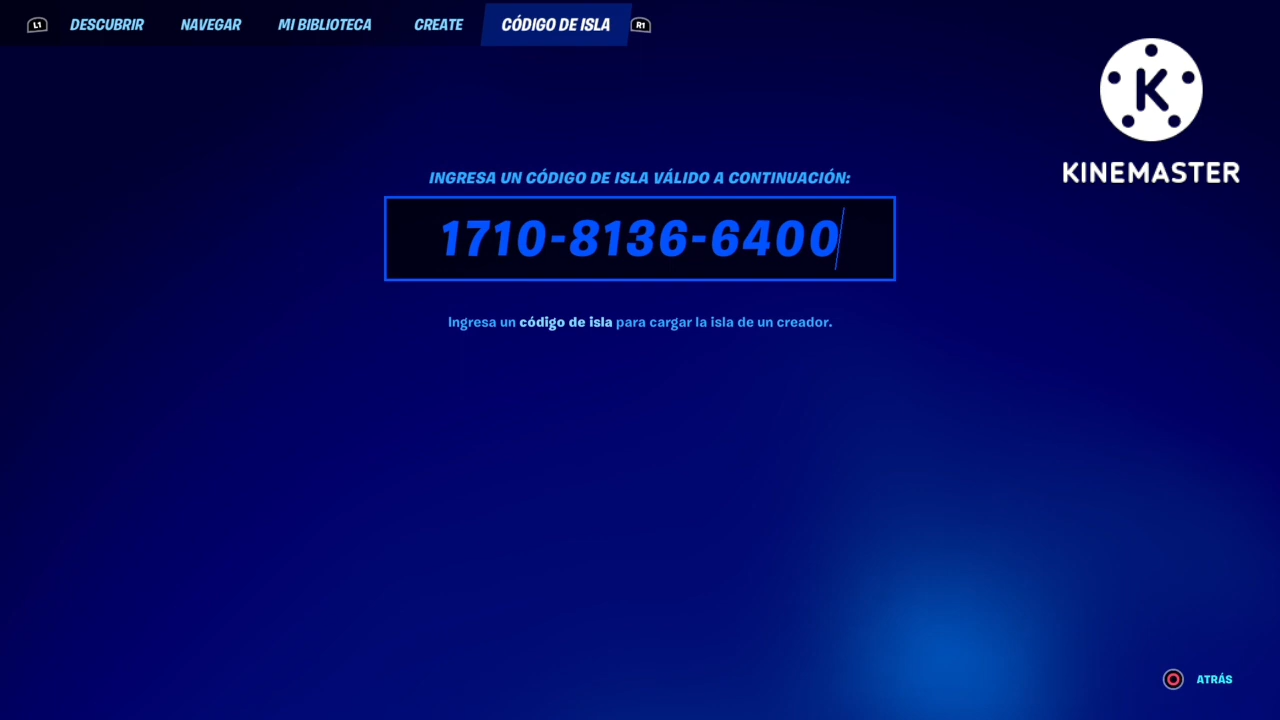 L1 DESCUBRIR NAVEGAR MI BIBLIOTECA CREATE CÓDIGO DE ISLA R1
K
KINEMASTER
INGRESA UN CÓDIGO DE ISLA VÁLIDO A CONTINUACIÓN:
1710-8136-6400
Ingresa un código de isla para cargar la isla de un creador.
ATRÁS